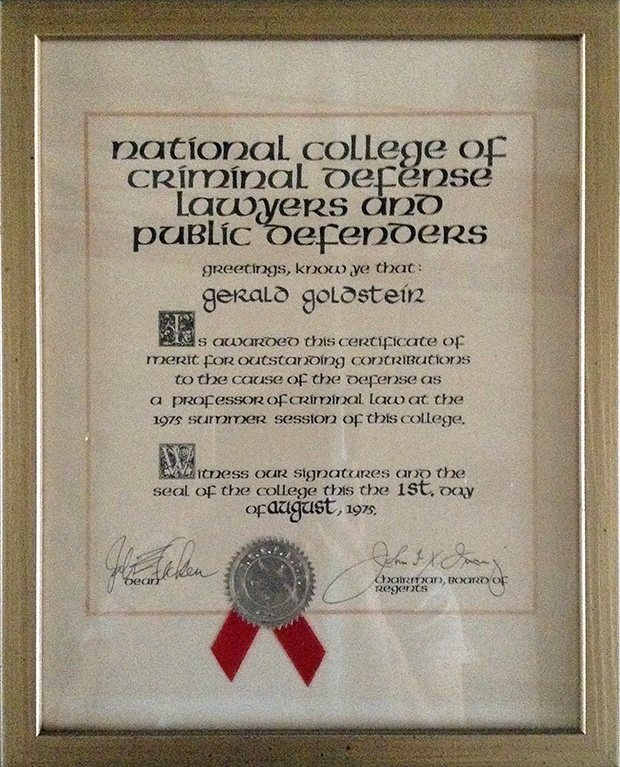 national college of
criminal defense
lawyers and
public defenders
greetings, know ye that:
gerald goldstein
Is awarded this certificate of
merit for outstanding contributions
to the cause of the defense as
a professor of criminal law at the
1975 summer session of this college.
Witness our signatures and the
seal of the college this the 1st. day
of august, 1975.
dean
chairman, board of
regents